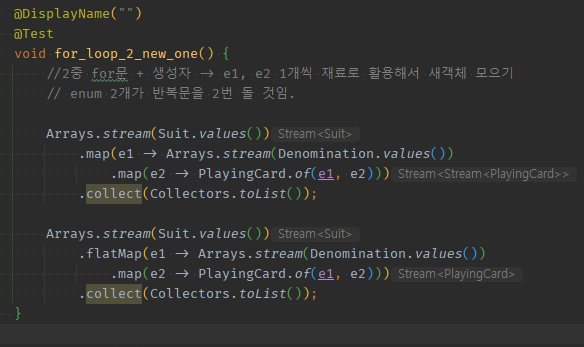 @DisplayName("")
@Test
void for_loop_2_new_one() {
//2중 for문 + 생성자 → e1, e2 1개씩 재료로 활용해서 새객체 모으기
// enum 2개가 반복문을 2번 돌 것임.
Arrays.stream(Suit.values()) Stream<Suit>
.map(e1 → Arrays.stream(Denomination.values())
.map(e2 → PlayingCard.of(e1, e2))) Stream<Stream<PlayingCard>>
.collect(Collectors.toList());
Arrays.stream(Suit.values()) Stream<Suit>
.flatMap(e1 → Arrays.stream(Denomination.values())
.map(e2 → PlayingCard.of(e1, e2))) Stream<PlayingCard>
.collect(Collectors.toList());
}